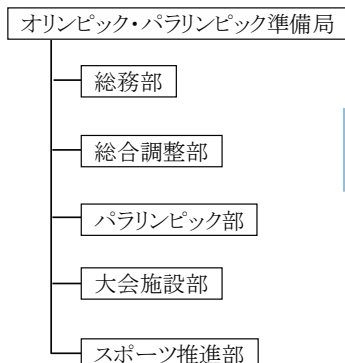 オリンピック・パラリンピック準備局
総務部
総合調整部
パラリンピック部
大会施設部
スポーツ推進部